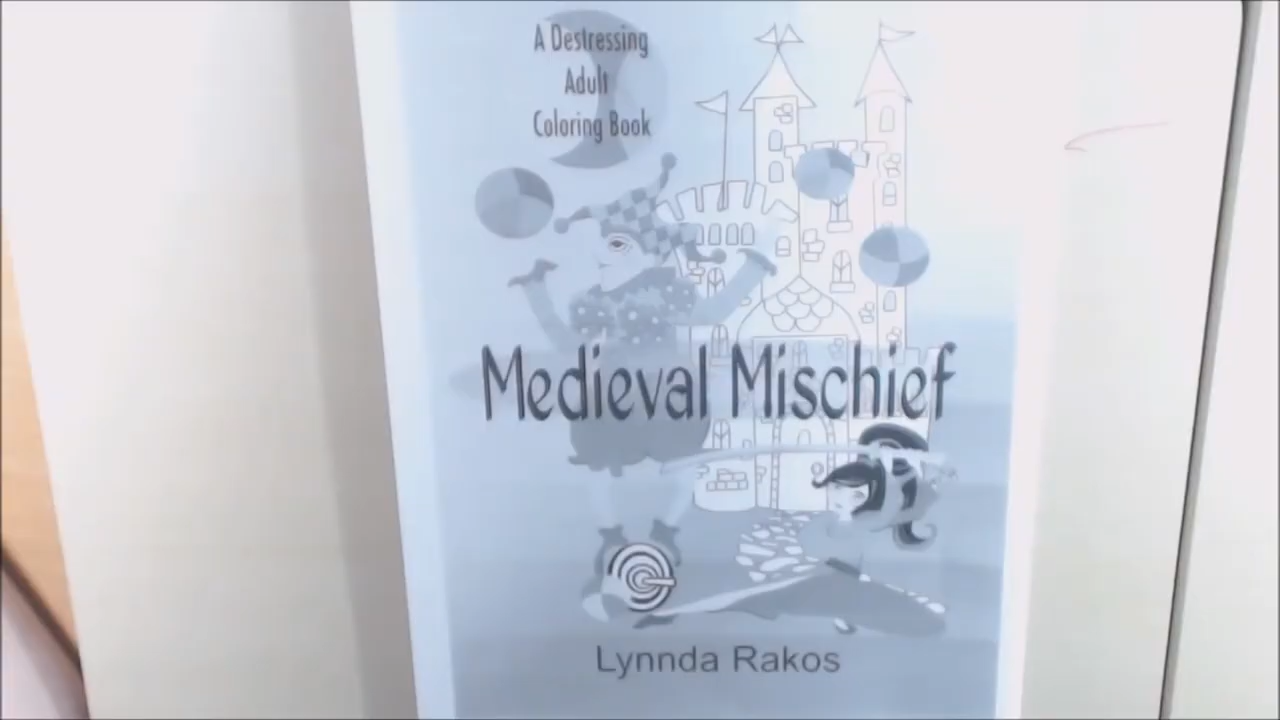 A Destressing
Adult
Coloring Book
Medieval Mischief
Lynnda Rakos